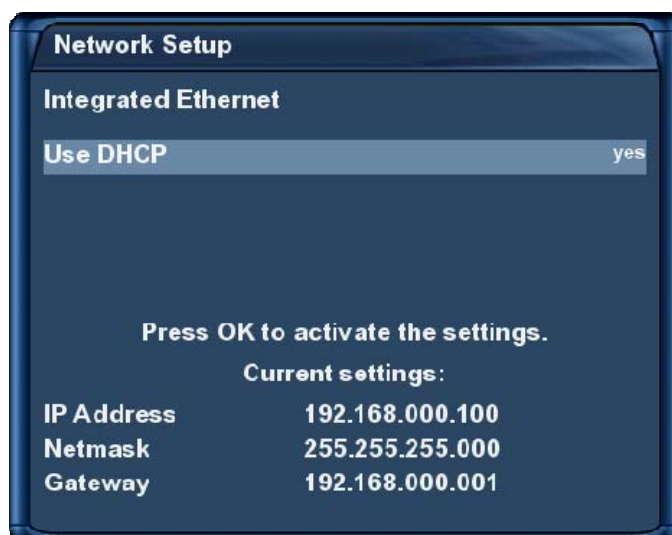 Network Setup
Integrated Ethernet
Use DHCP yes
Press OK to activate the settings.
Current settings:
IP Address 192.168.000.100
Netmask 255.255.255.000
Gateway 192.168.000.001